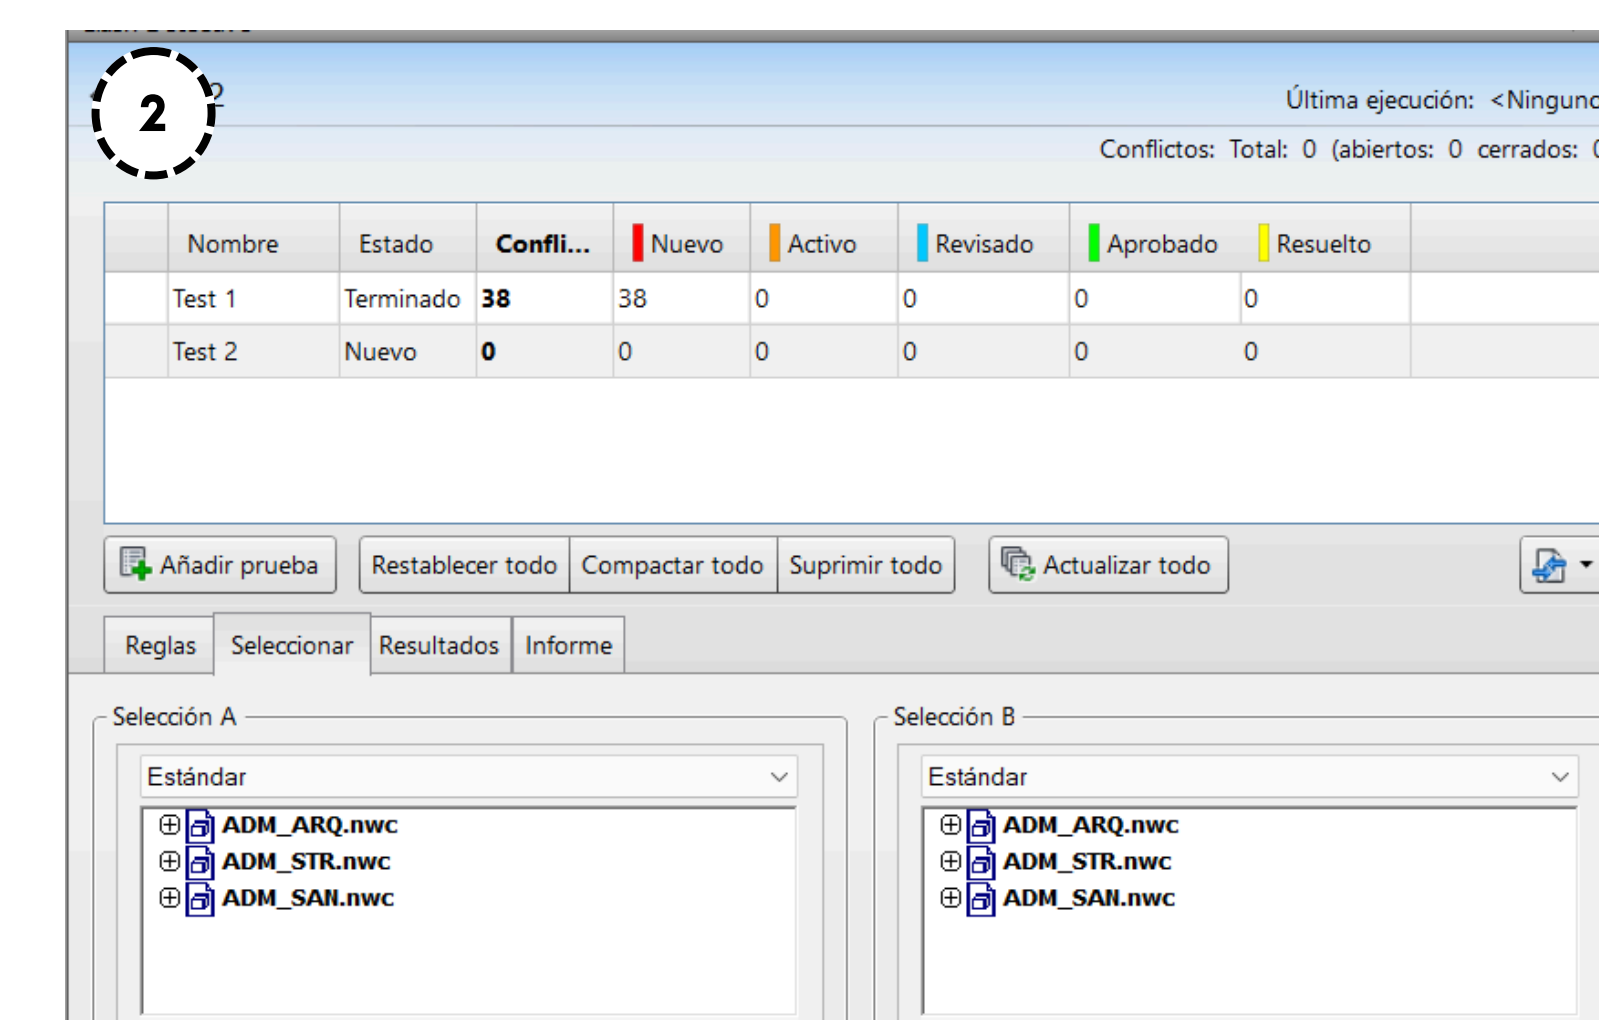 2
Última ejecución: <Ninguno
Conflictos: Total: 0 (abiertos: 0 cerrados: 0
Nombre Estado Confli... Nuevo Activo Revisado Aprobado Resuelto
Test 1 Terminado 38 38 0 0 0 0
Test 2 Nuevo 0 0 0 0 0 0
Añadir prueba Restablecer todo Compactar todo Suprimir todo Actualizar todo
Reglas Seleccionar Resultados Informe
Selección A Selección B
Estándar Estándar
ADM_ARQ.nwc ADM_ARQ.nwc
ADM_STR.nwc ADM_STR.nwc
ADM_SAN.nwc ADM_SAN.nwc